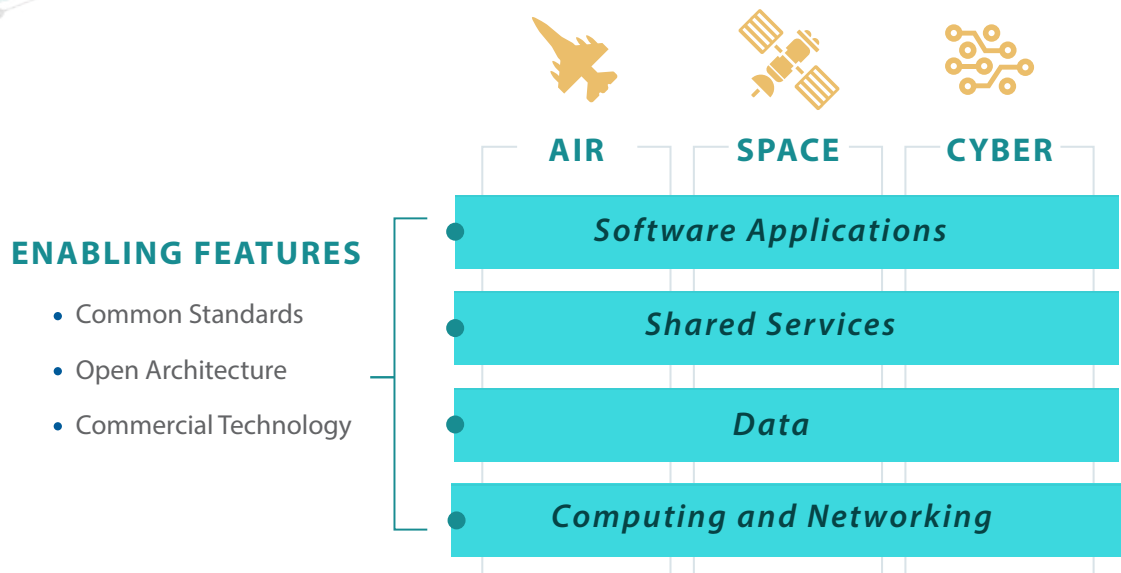 AIR
SPACE
CYBER
ENABLING FEATURES
• Common Standards
• Open Architecture
• Commercial Technology
Software Applications
Shared Services
Data
Computing and Networking